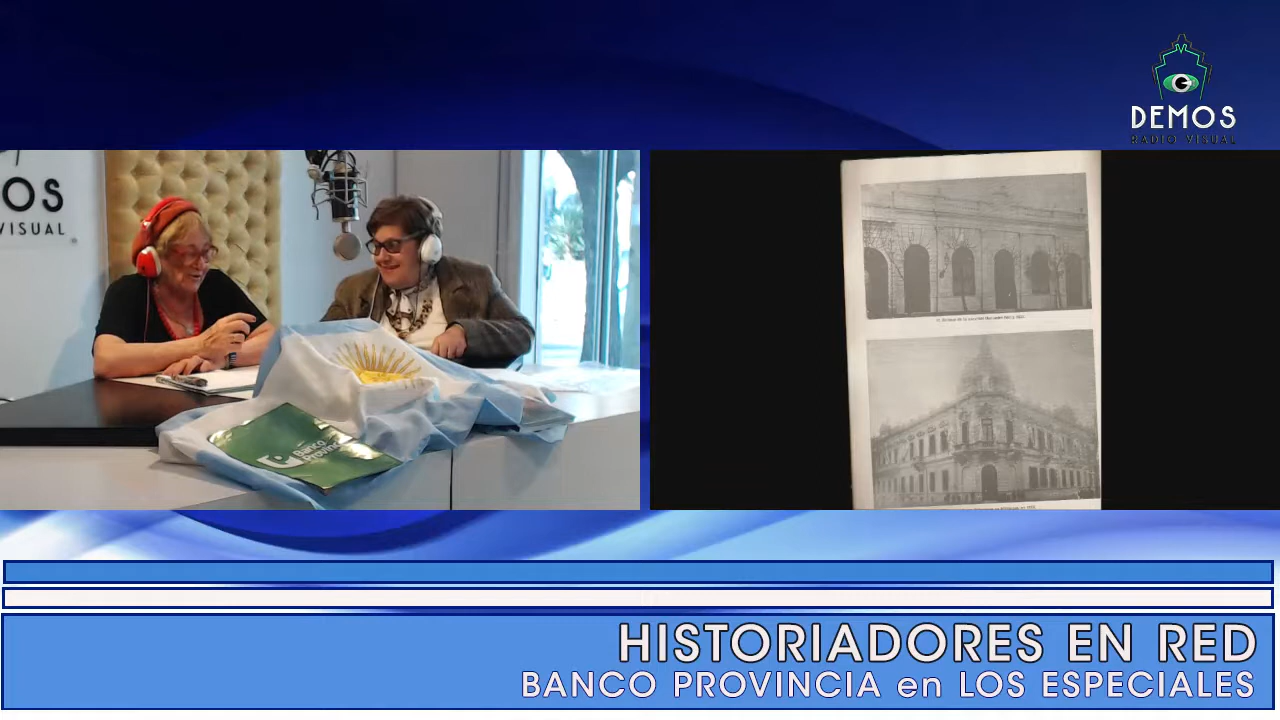 DEMOS
RADIO VISUAL
OS
VISUAL
Banco
Provincia
HISTORIADORES EN RED
BANCO PROVINCIA en LOS ESPECIALES